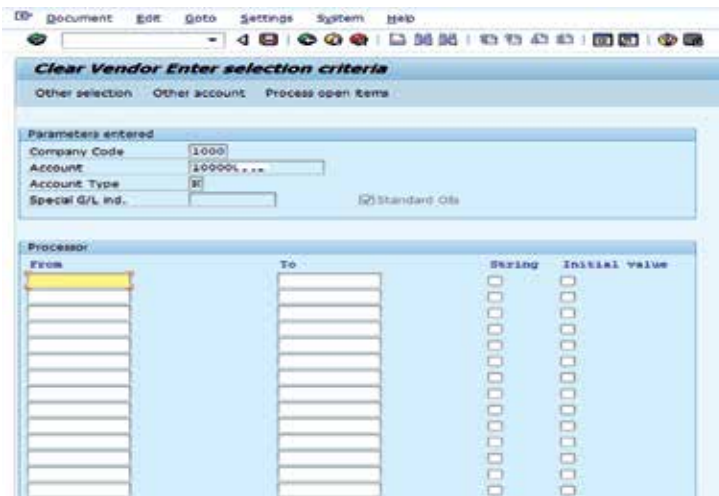 Document Edit Goto Settings System Help
Clear Vendor Enter selection criteria
Other selection Other account Process open items
Parameters entered
Company Code 1000
Account
Account Type K
Special G/L ind. Standard OIs
Processor
From To String Initial value